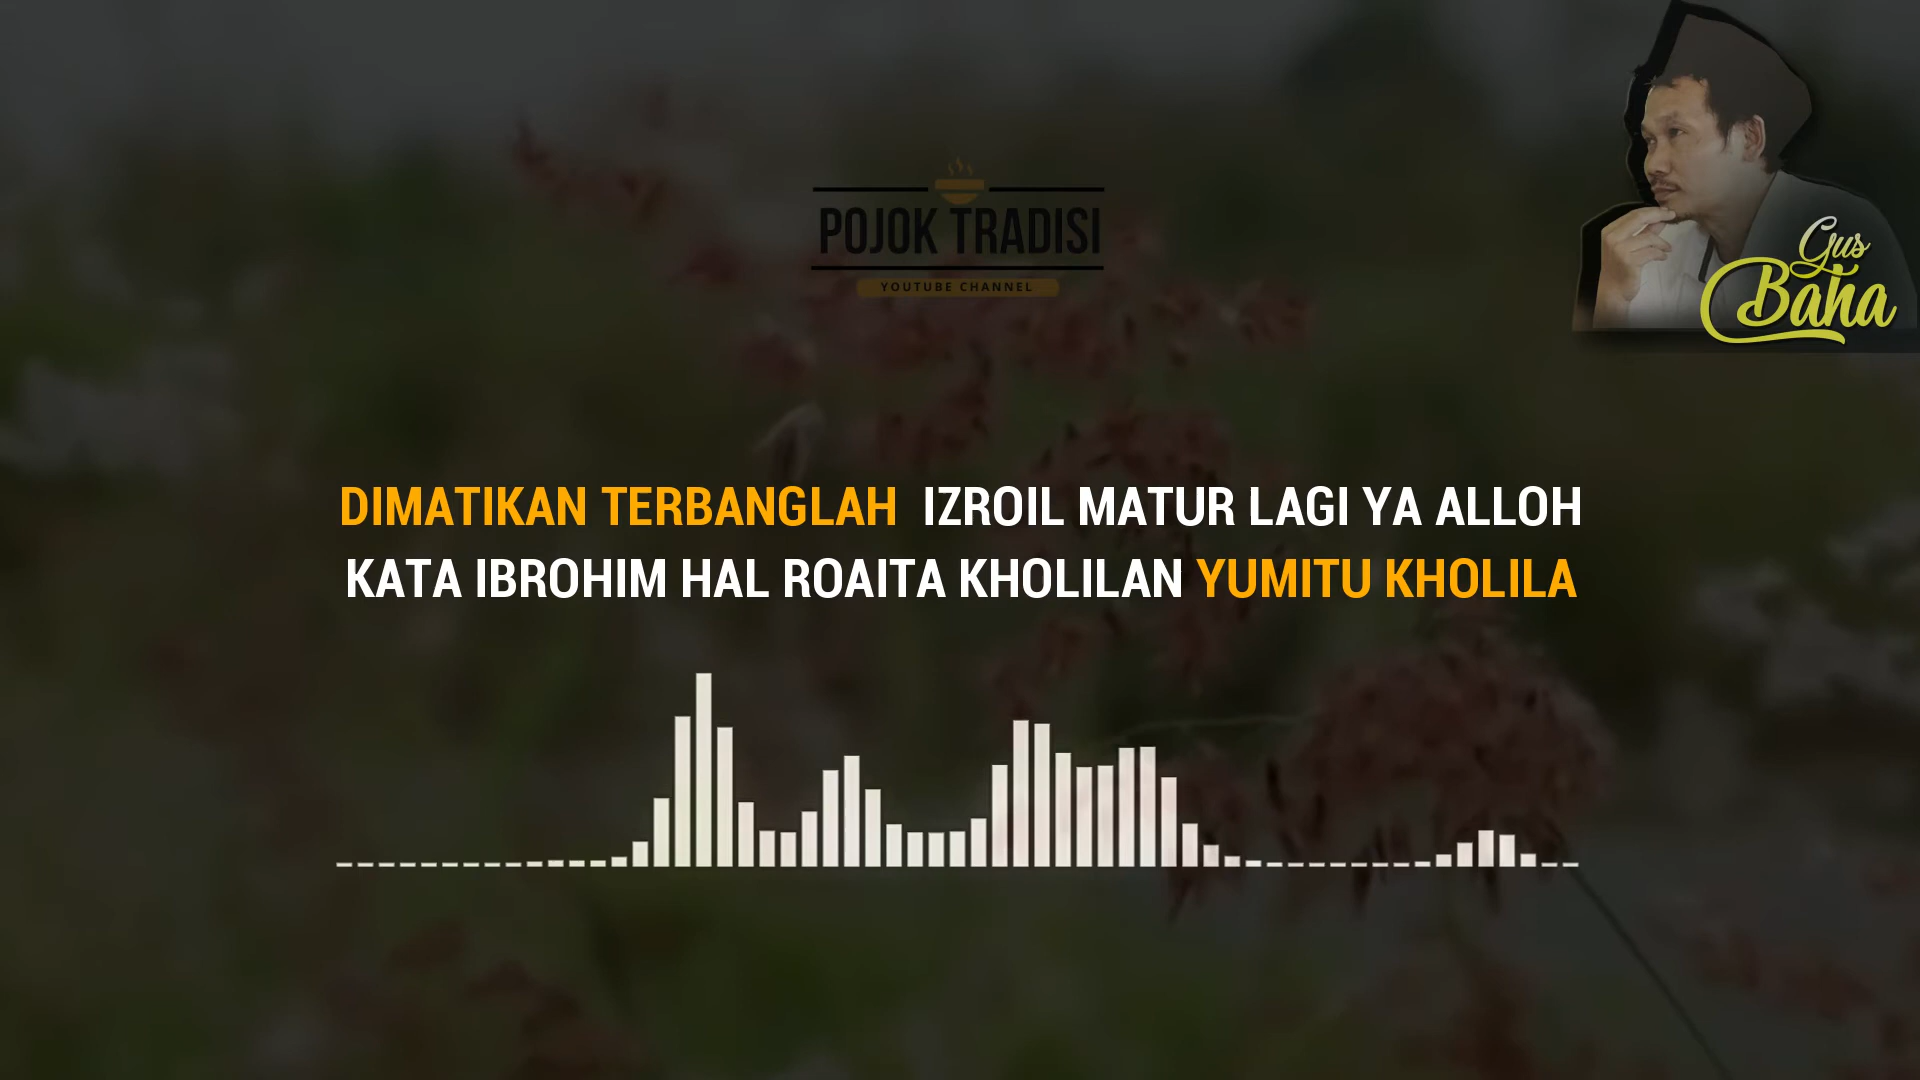 POJOK TRADISI
YOUTUBE CHANNEL
Gus
Baha
DIMATIKAN TERBANGLAH IZROIL MATUR LAGI YA ALLOH
KATA IBROHIM HAL ROAITA KHOLILAN YUMITU KHOLILA